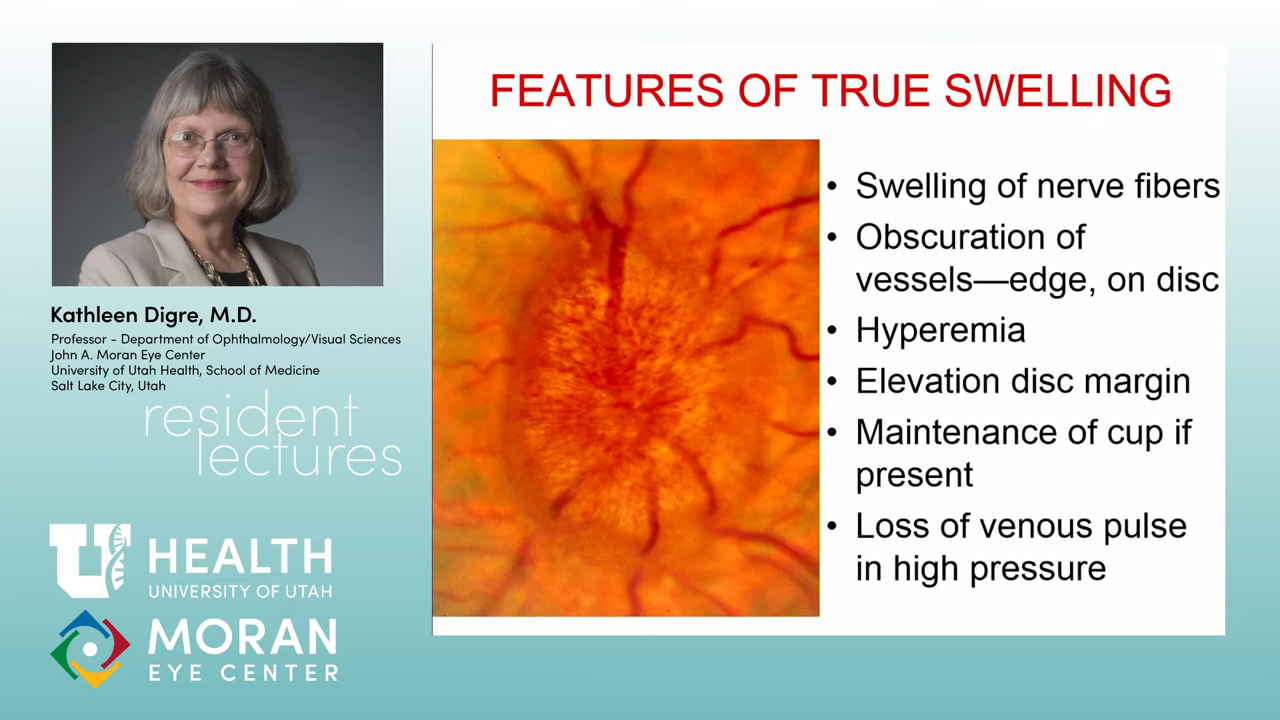 Kathleen Digre, M.D.
Professor - Department of Ophthalmology/Visual Sciences
John A. Moran Eye Center
University of Utah Health, School of Medicine
Salt Lake City, Utah
resident
lectures
U HEALTH
UNIVERSITY OF UTAH
MORAN
EYE CENTER
FEATURES OF TRUE SWELLING
• Swelling of nerve fibers
• Obscuration of
vessels—edge, on disc
• Hyperemia
• Elevation disc margin
• Maintenance of cup if
present
• Loss of venous pulse
in high pressure